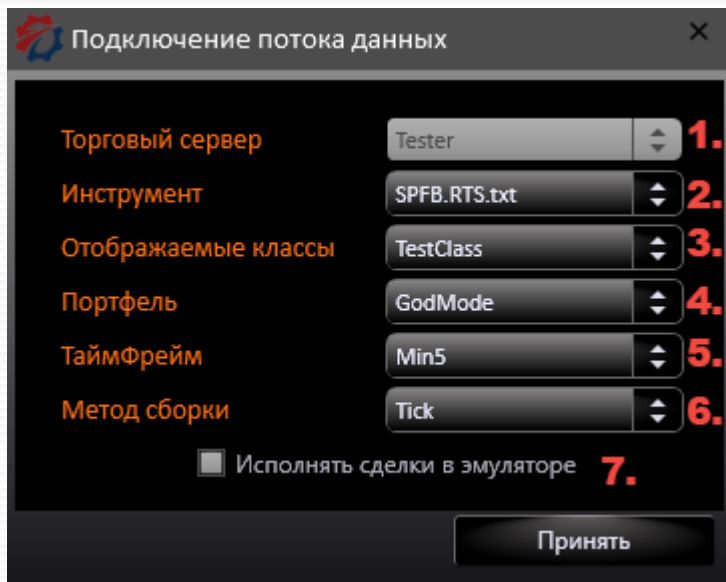 Подключение потока данных
Торговый сервер Tester 1.
Инструмент SPFB.RTS.txt 2.
Отображаемые классы TestClass 3.
Портфель GodMode 4.
ТаймФрейм Min5 5.
Метод сборки Tick 6.
Исполнять сделки в эмуляторе 7.
Принять